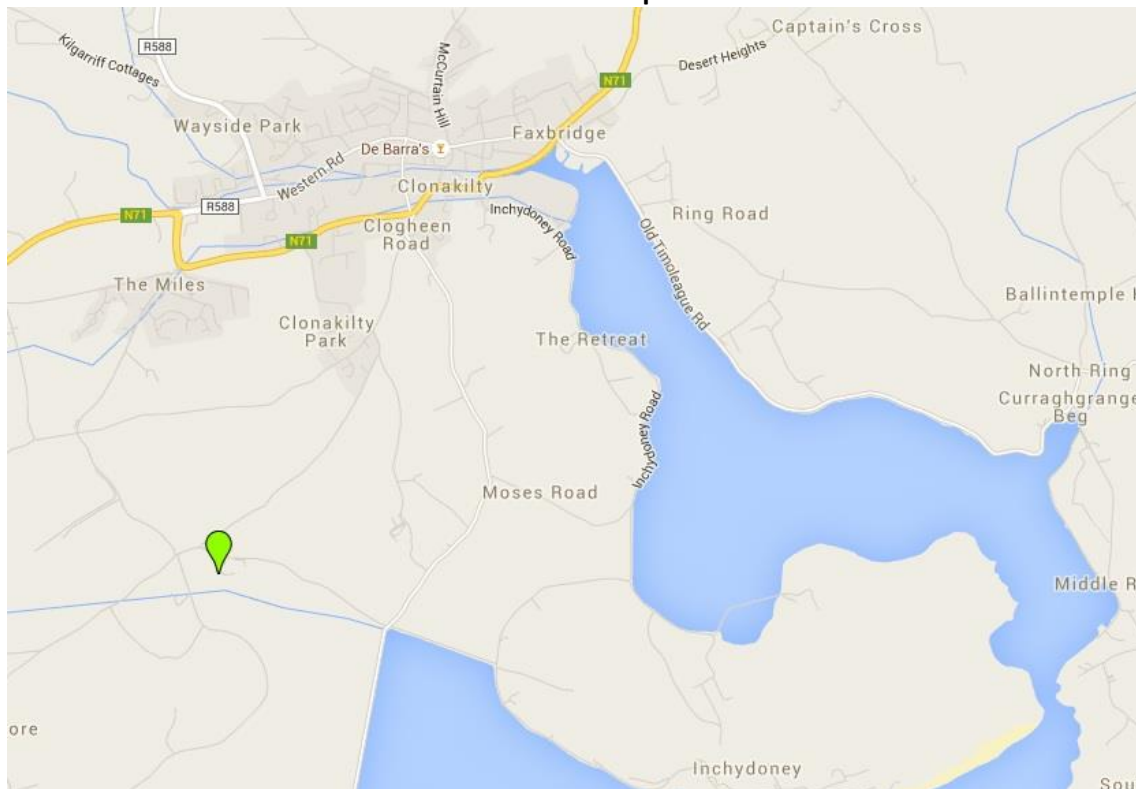 Captain's Cross
R588
Kilgarriff Cottages
McCurtain Hill
Desert Heights
N71
Wayside Park
Faxbridge
De Barra's
Western Rd
Clonakilty
R588
N71
Inchydoney Road
Ring Road
Clogheen
Road
N71
Old Timoleague Rd
The Miles
Ballintemple
Clonakilty
Park
The Retreat
North Ring
Curraghgrange
Beg
Inchydoney Road
Moses Road
Middle R
ore
Inchydoney
Sou